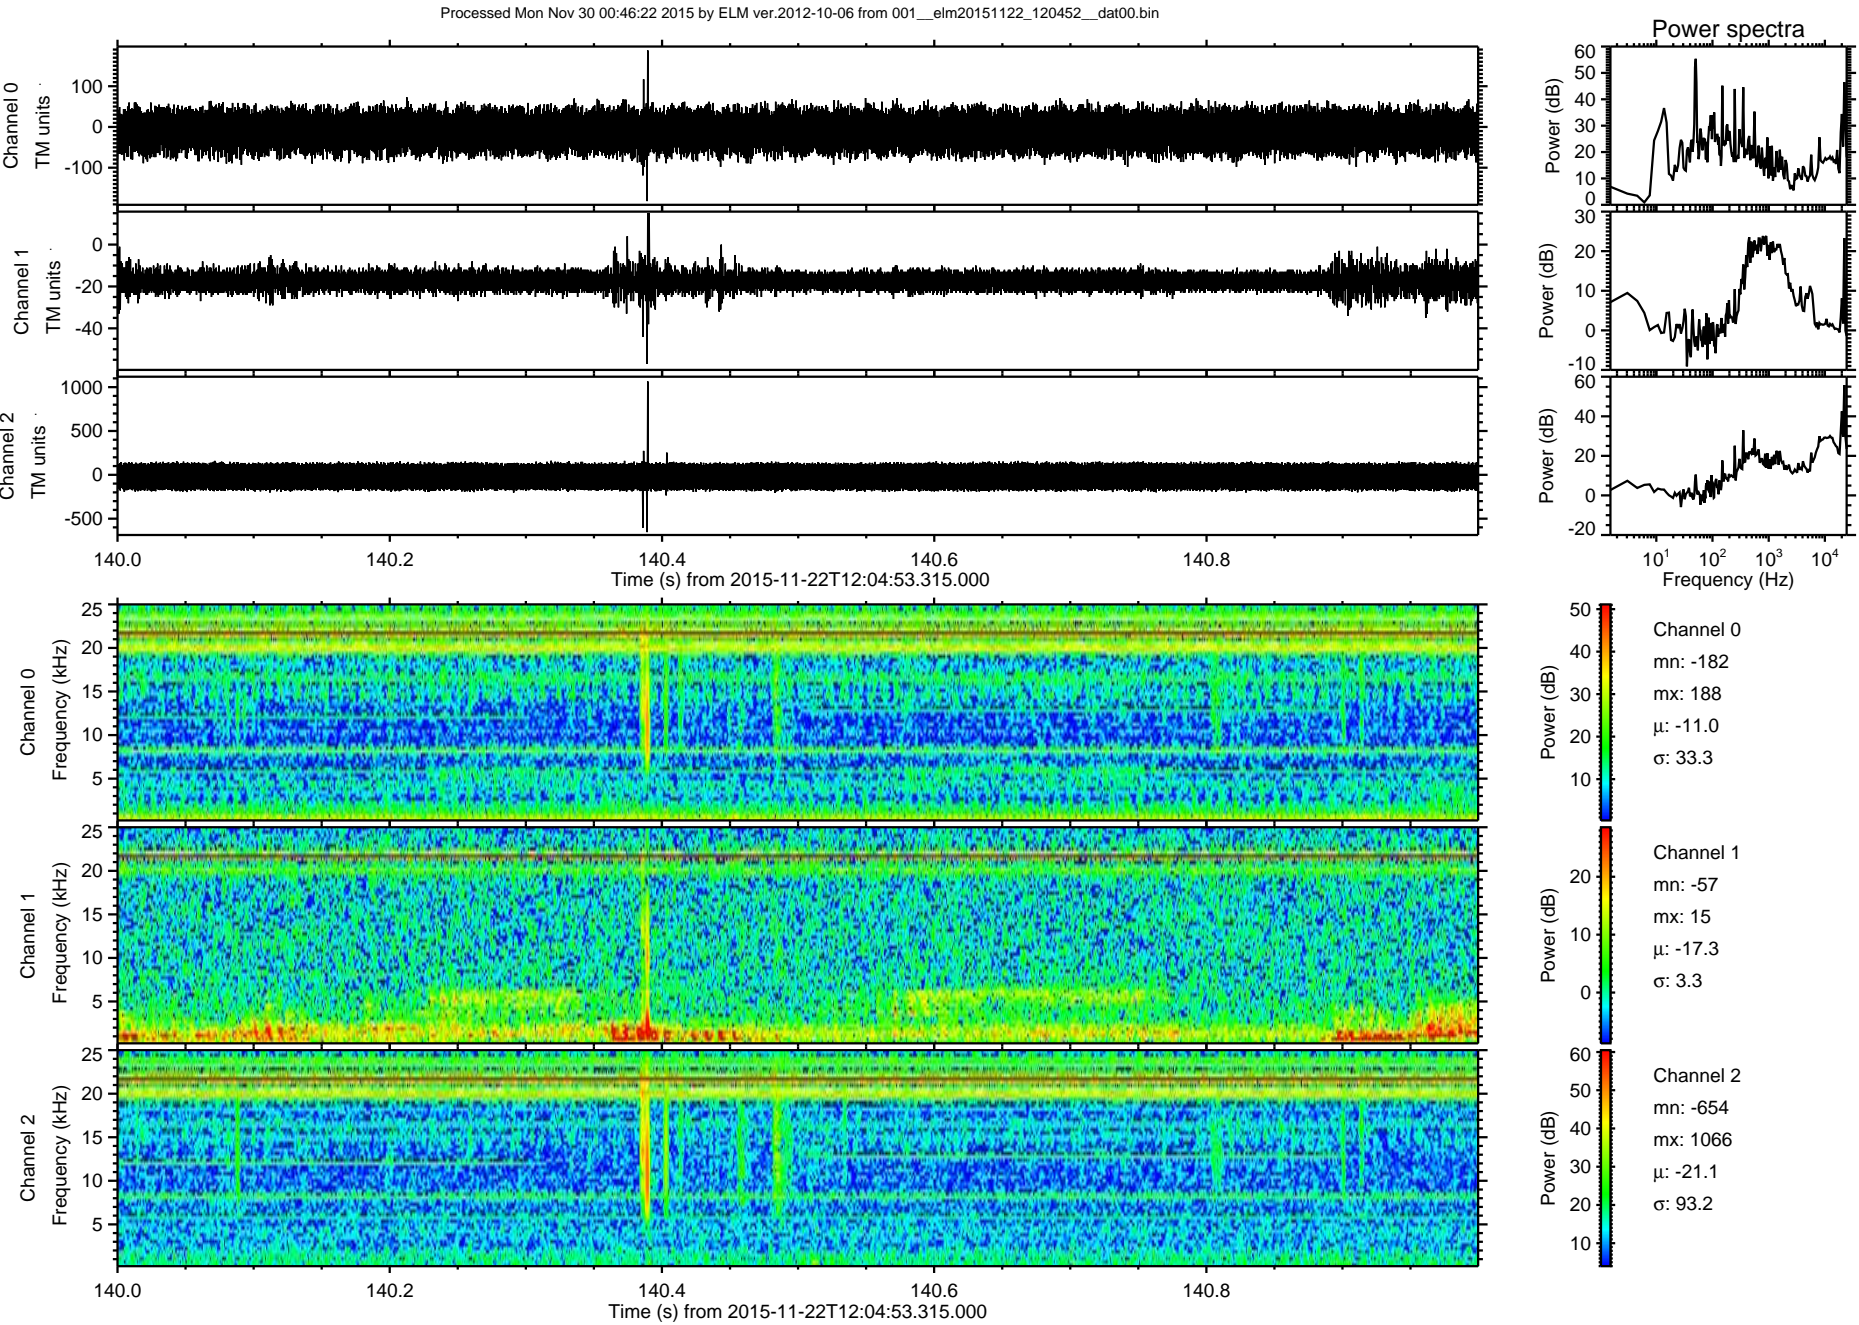 Processed Mon Nov 30 00:46:22 2015 by ELM ver.2012-10-06 from 001__elm20151122_120452__dat00.bin
Power spectra
Channel 0
TM units
100
0
-100
Power (dB)
60
50
40
30
20
10
0
Channel 1
TM units
0
-20
-40
Power (dB)
30
20
10
0
-10
Channel 2
TM units
1000
500
0
-500
Power (dB)
60
40
20
0
-20
140.0
140.2
140.4
140.6
140.8
Time (s) from 2015-11-22T12:04:53.315.000
10¹
10²
10³
10⁴
Frequency (Hz)
Channel 0
Frequency (kHz)
25
20
15
10
5
Power (dB)
50
40
30
20
10
Channel 0
mn: -182
mx: 188
μ: -11.0
σ: 33.3
Channel 1
Frequency (kHz)
25
20
15
10
5
Power (dB)
20
10
0
Channel 1
mn: -57
mx: 15
μ: -17.3
σ: 3.3
Channel 2
Frequency (kHz)
25
20
15
10
5
Power (dB)
60
50
40
30
20
10
Channel 2
mn: -654
mx: 1066
μ: -21.1
σ: 93.2
140.0
140.2
140.4
140.6
140.8
Time (s) from 2015-11-22T12:04:53.315.000